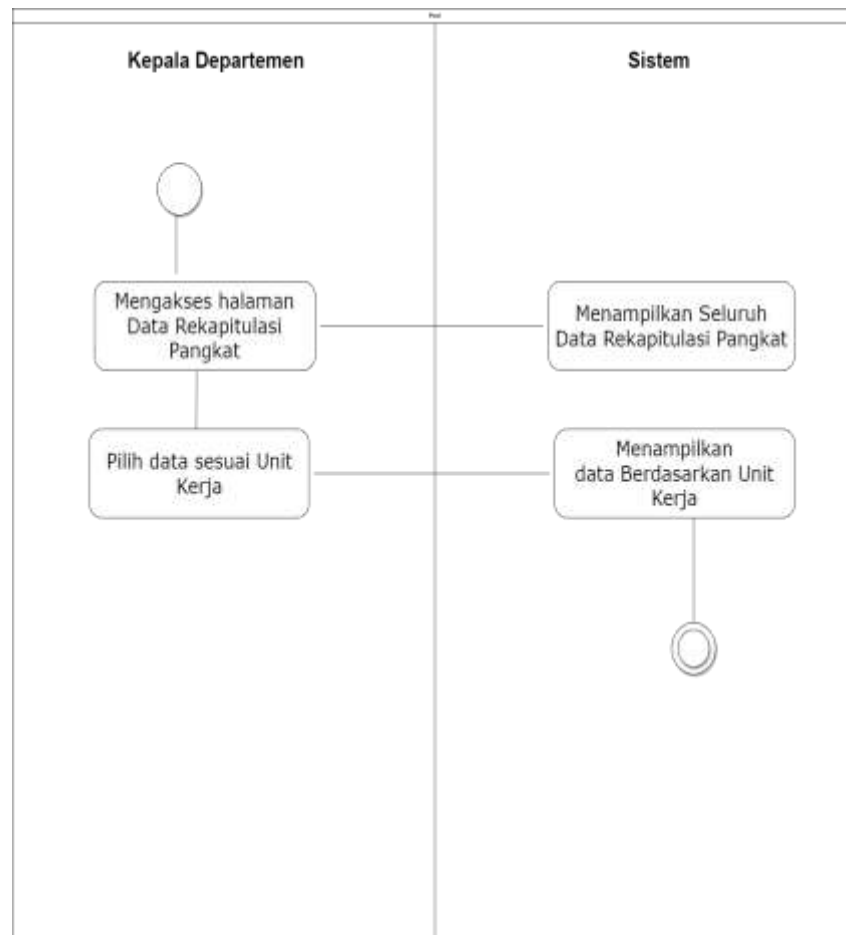 Pool
Kepala Departemen
Sistem
Mengakses halaman
Data Rekapitulasi
Pangkat
Menampilkan Seluruh
Data Rekapitulasi Pangkat
Pilih data sesuai Unit
Kerja
Menampilkan
data Berdasarkan Unit
Kerja